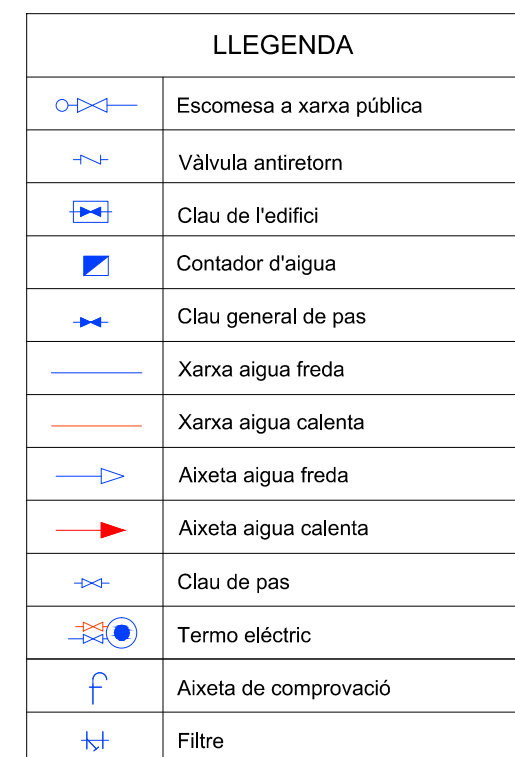 LLEGENDA
Escomesa a xarxa pública
Vàlvula antiretorn
Clau de l'edifici
Contador d'aigua
Clau general de pas
Xarxa aigua freda
Xarxa aigua calenta
Aixeta aigua freda
Aixeta aigua calenta
Clau de pas
Termo eléctric
Aixeta de comprovació
Filtre